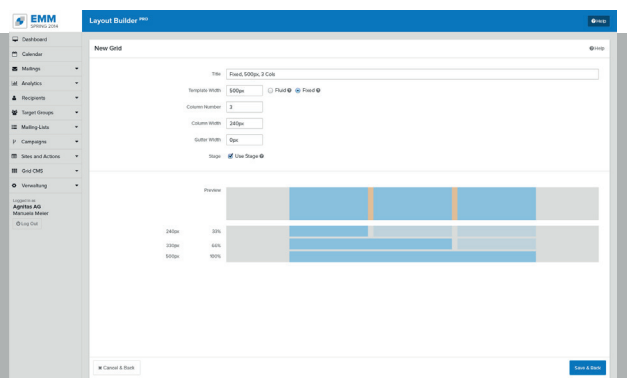 EMM
SPRING 2014
Layout Builder PRO
Help
Dashboard
Calendar
Mailings
Analytics
Recipients
Target Groups
Mailing-Lists
Campaigns
Sites and Actions
Grid CMS
Verwaltung
Logged in as
Agnitas AG
Manuela Meier
Log Out
New Grid
Help
Title Fixed, 500px, 3 Cols
Template Width 500px Fluid Fixed
Column Number 3
Column Width 240px
Gutter Width 0px
Stage Use Stage
Preview
240px 33%
330px 66%
500px 100%
Cancel & Back
Save & Back